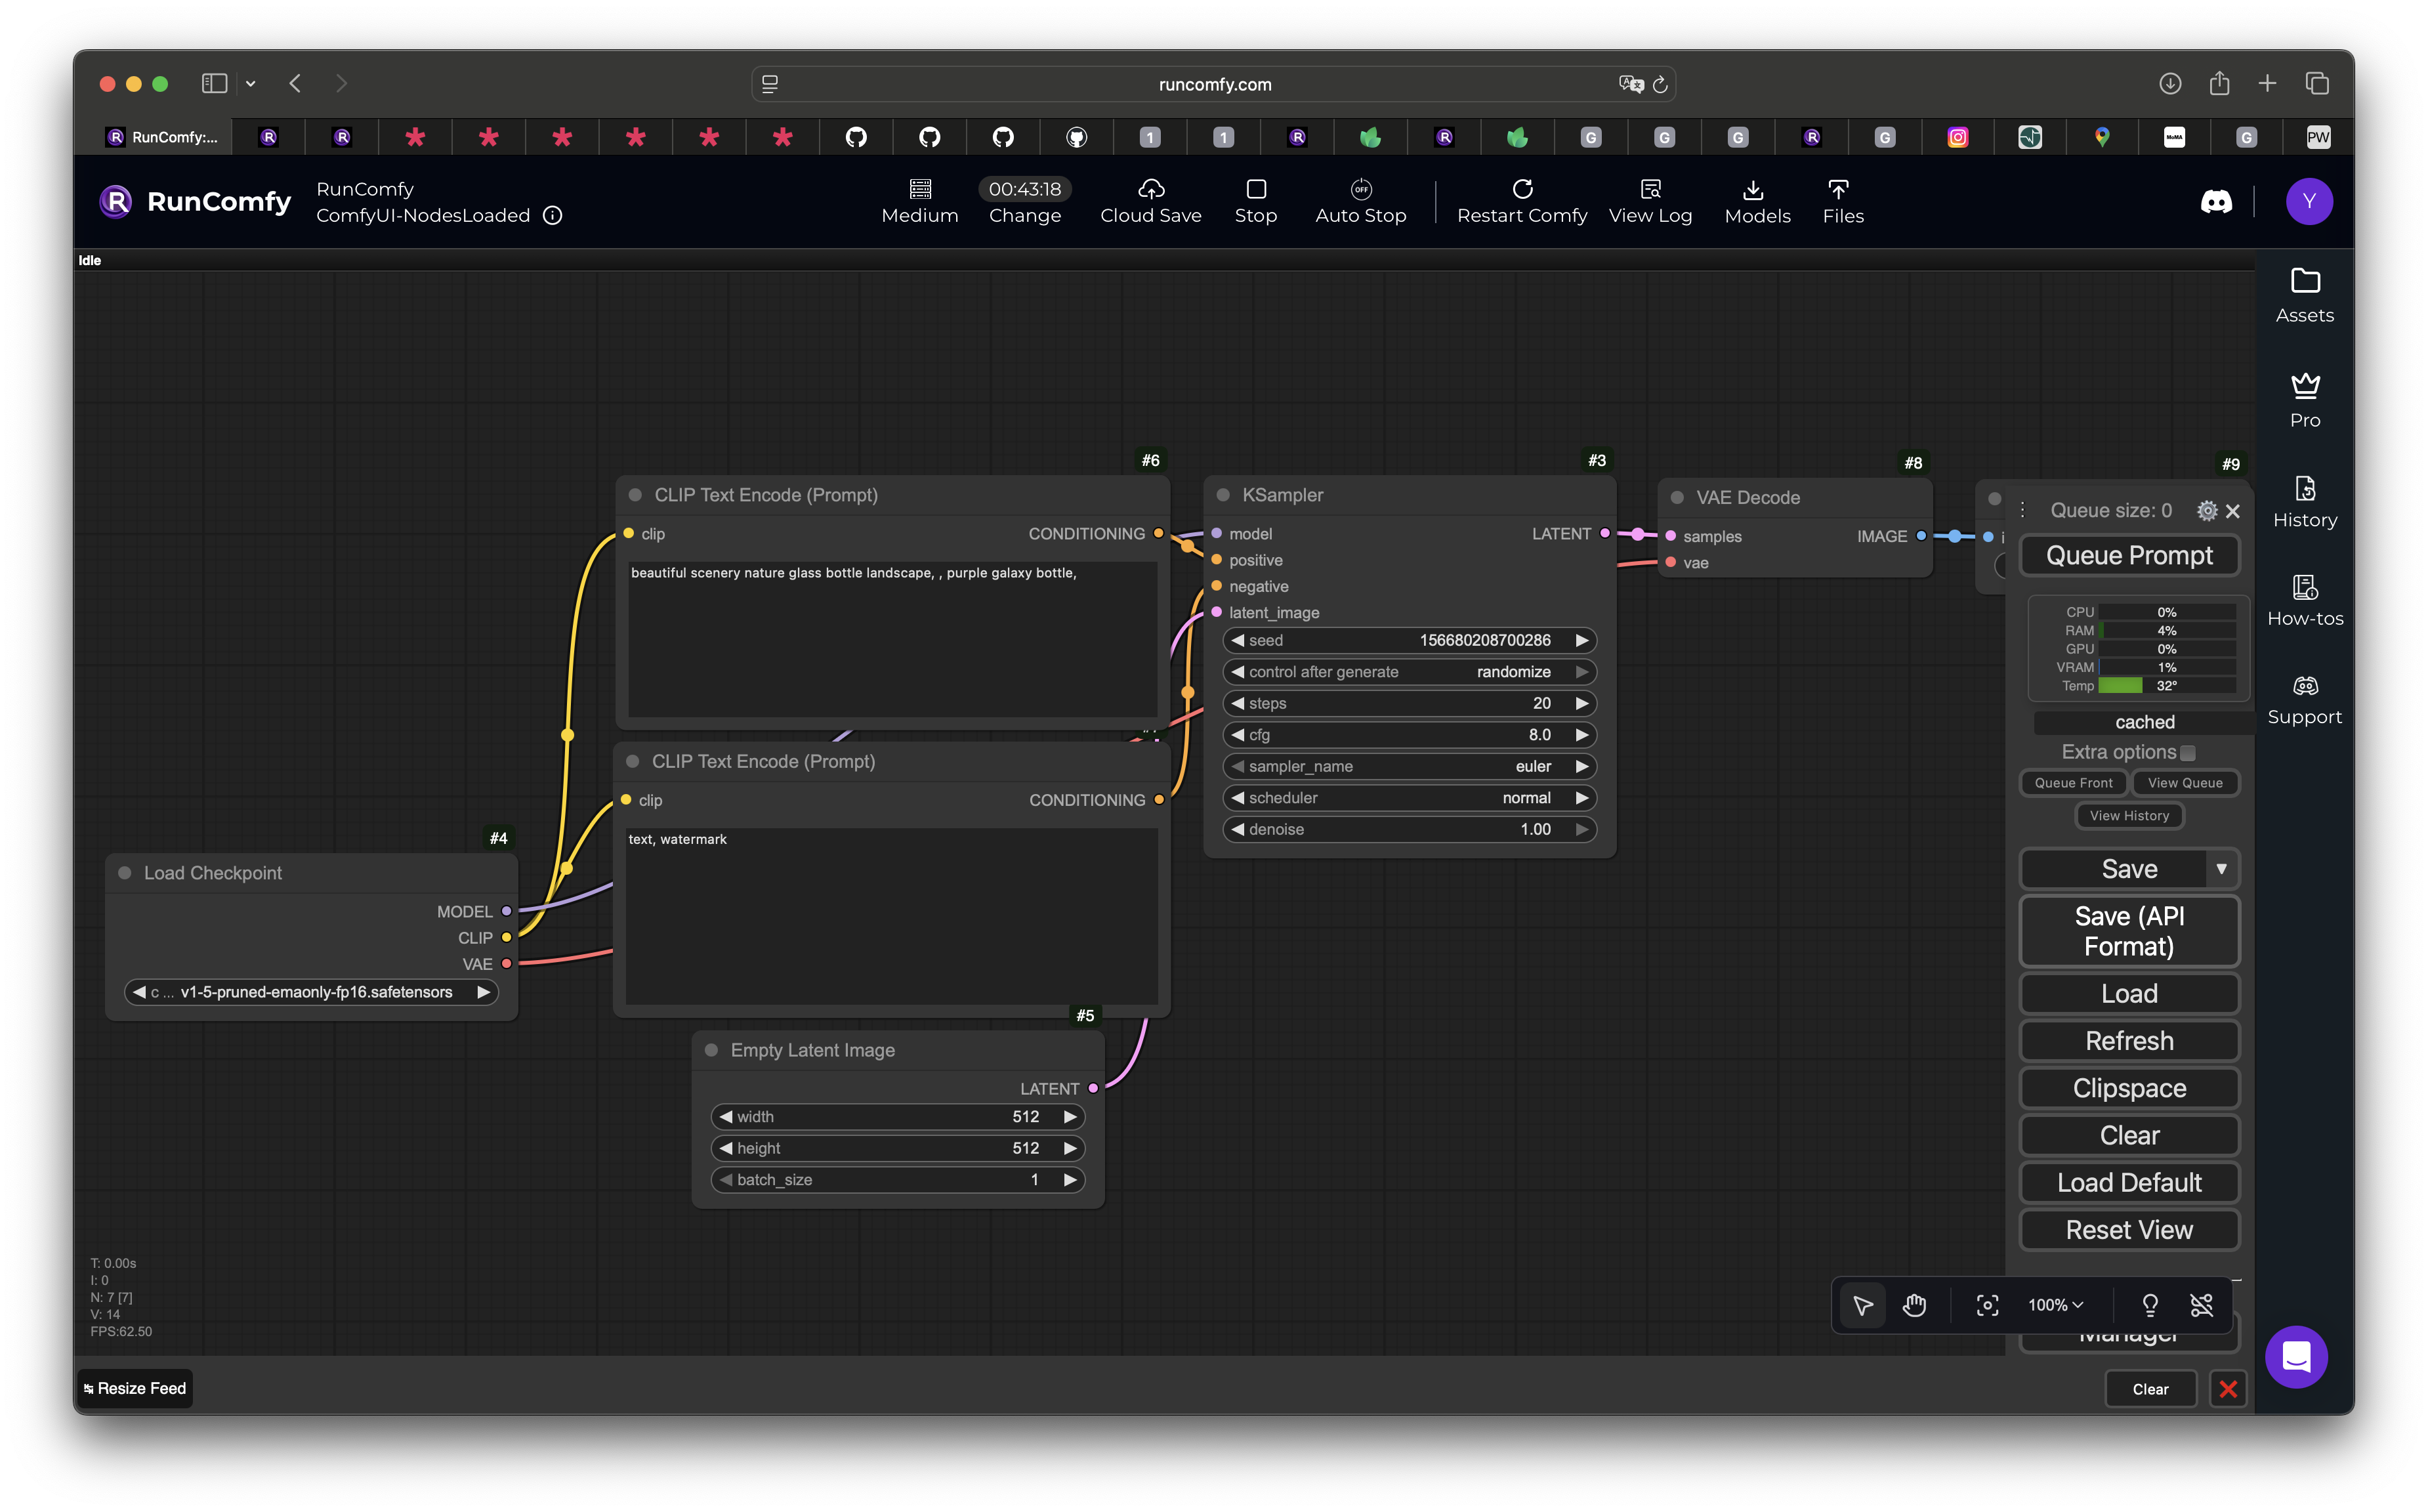 runcomfy.com
RunComfy:...
1
1
G
G
G
G
MoMA
G
PW
RunComfy
RunComfy
ComfyUI-NodesLoaded
Medium
00:43:18
Change
Cloud Save
Stop
OFF
Auto Stop
Restart Comfy
View Log
Models
Files
Y
Idle
Assets
Pro
History
How-tos
Support
#6
CLIP Text Encode (Prompt)
clip
CONDITIONING
beautiful scenery nature glass bottle landscape, , purple galaxy bottle,
CLIP Text Encode (Prompt)
clip
CONDITIONING
text, watermark
#4
Load Checkpoint
MODEL
CLIP
VAE
c ... v1-5-pruned-emaonly-fp16.safetensors
#5
Empty Latent Image
LATENT
width 512
height 512
batch_size 1
#3
KSampler
model
LATENT
positive
negative
latent_image
seed 156680208700286
control after generate randomize
steps 20
cfg 8.0
sampler_name euler
scheduler normal
denoise 1.00
#8
VAE Decode
samples
IMAGE
vae
#9
i
Queue size: 0
Queue Prompt
CPU 0%
RAM 4%
GPU 0%
VRAM 1%
Temp 32°
cached
Extra options
Queue Front
View Queue
View History
Save
Save (API
Format)
Load
Refresh
Clipspace
Clear
Load Default
Reset View
100%
Manager
T: 0.00s
I: 0
N: 7 [7]
V: 14
FPS:62.50
Resize Feed
Clear